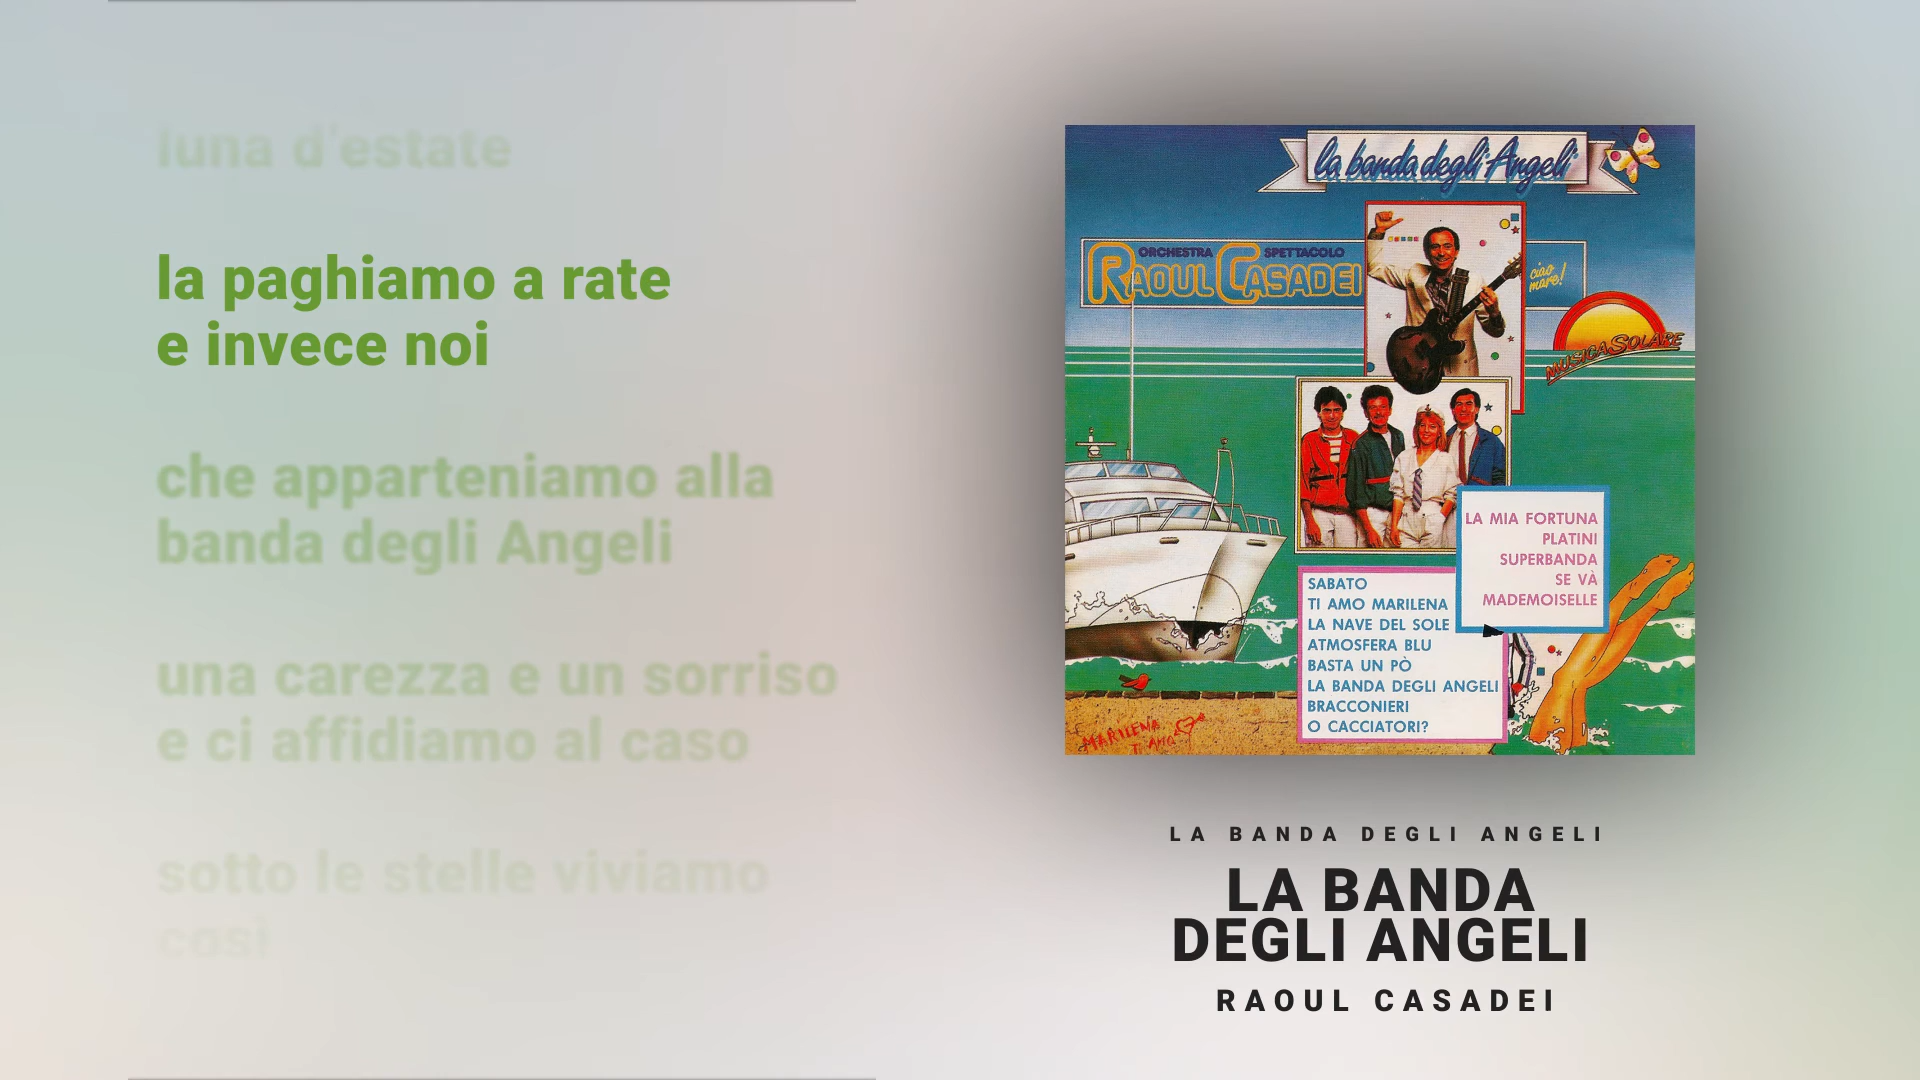 luna d'estate
la paghiamo a rate
e invece noi
che apparteniamo alla
banda degli Angeli
una carezza e un sorriso
e ci affidiamo al caso
sotto le stelle viviamo
così
la banda degli Angeli
ORCHESTRA SPETTACOLO
RAOUL CASADEI
ciao
mare!
MUSICA SOLARE
LA MIA FORTUNA
PLATINI
SUPERBANDA
SE VÀ
MADEMOISELLE
SABATO
TI AMO MARILENA
LA NAVE DEL SOLE
ATMOSFERA BLU
BASTA UN PÒ
LA BANDA DEGLI ANGELI
BRACCONIERI
O CACCIATORI?
MARILENA
TI AMO
LA BANDA DEGLI ANGELI
LA BANDA
DEGLI ANGELI
RAOUL CASADEI